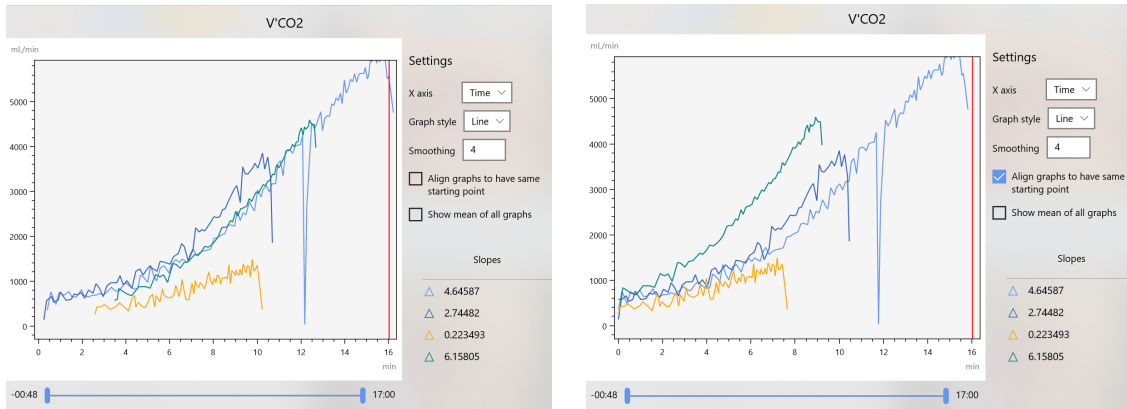 V'CO2
mL/min
5000
4000
3000
2000
1000
0
0 2 4 6 8 10 12 14 16
min
Settings
X axis Time
Graph style Line
Smoothing 4
Align graphs to have same
starting point
Show mean of all graphs
Slopes
4.64587
2.74482
0.223493
6.15805
-00:48 17:00
V'CO2
mL/min
5000
4000
3000
2000
1000
0
0 2 4 6 8 10 12 14 16
min
Settings
X axis Time
Graph style Line
Smoothing 4
Align graphs to have same
starting point
Show mean of all graphs
Slopes
4.64587
2.74482
0.223493
6.15805
-00:48 17:00